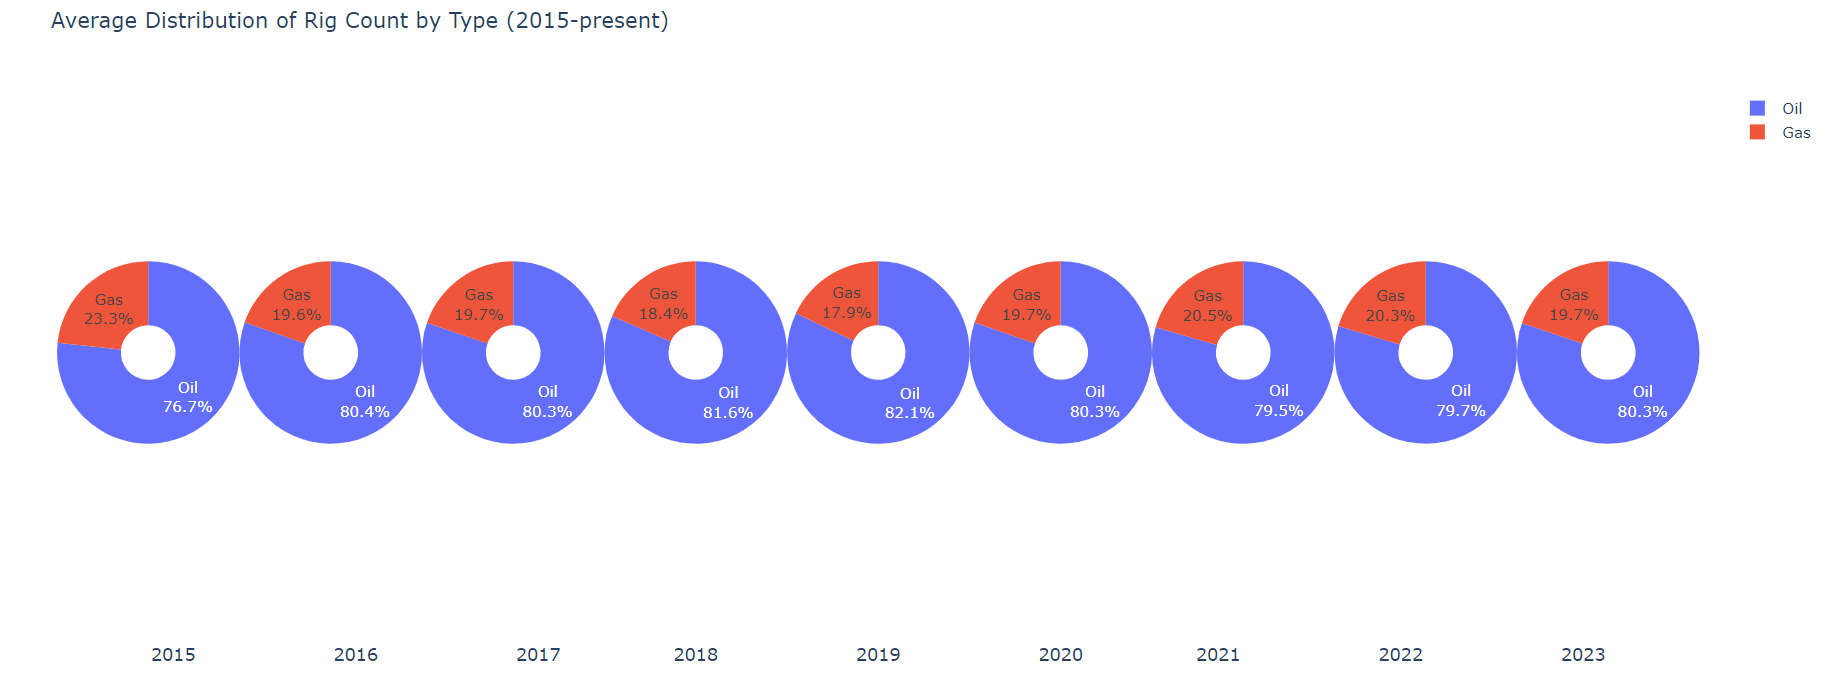 Average Distribution of Rig Count by Type (2015-present)
Oil
Gas
Gas
23.3%
Oil
76.7%
Gas
19.6%
Oil
80.4%
Gas
19.7%
Oil
80.3%
Gas
18.4%
Oil
81.6%
Gas
17.9%
Oil
82.1%
Gas
19.7%
Oil
80.3%
Gas
20.5%
Oil
79.5%
Gas
20.3%
Oil
79.7%
Gas
19.7%
Oil
80.3%
2015 2016 2017 2018 2019 2020 2021 2022 2023